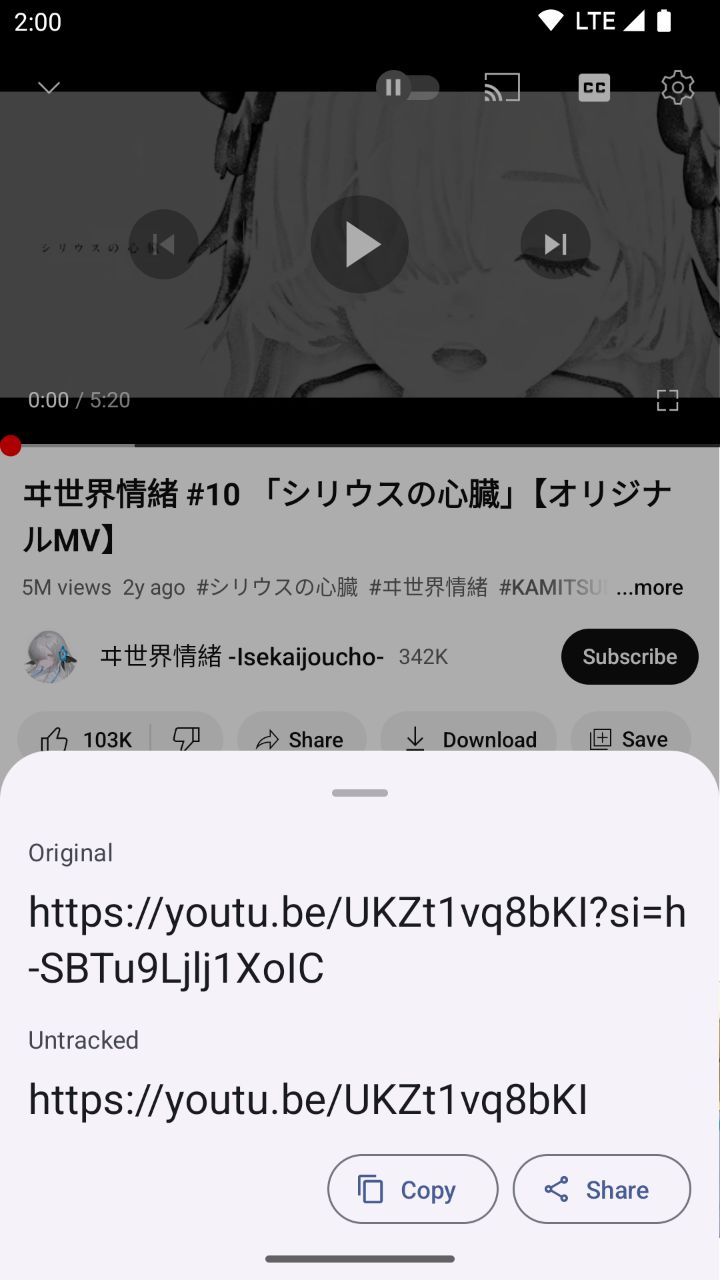 2:00
LTE
CC
シリウスの心臓
0:00 / 5:20
ヰ世界情緒 #10 「シリウスの心臓」【オリジナ
ルMV】
5M views 2y ago #シリウスの心臓 #ヰ世界情緒 #KAMITSU ...more
ヰ世界情緒 -Isekaijoucho- 342K
Subscribe
103K
Share
Download
Save
Original
https://youtu.be/UKZt1vq8bKI?si=h
-SBTu9Ljlj1XoIC
Untracked
https://youtu.be/UKZt1vq8bKI
Copy
Share